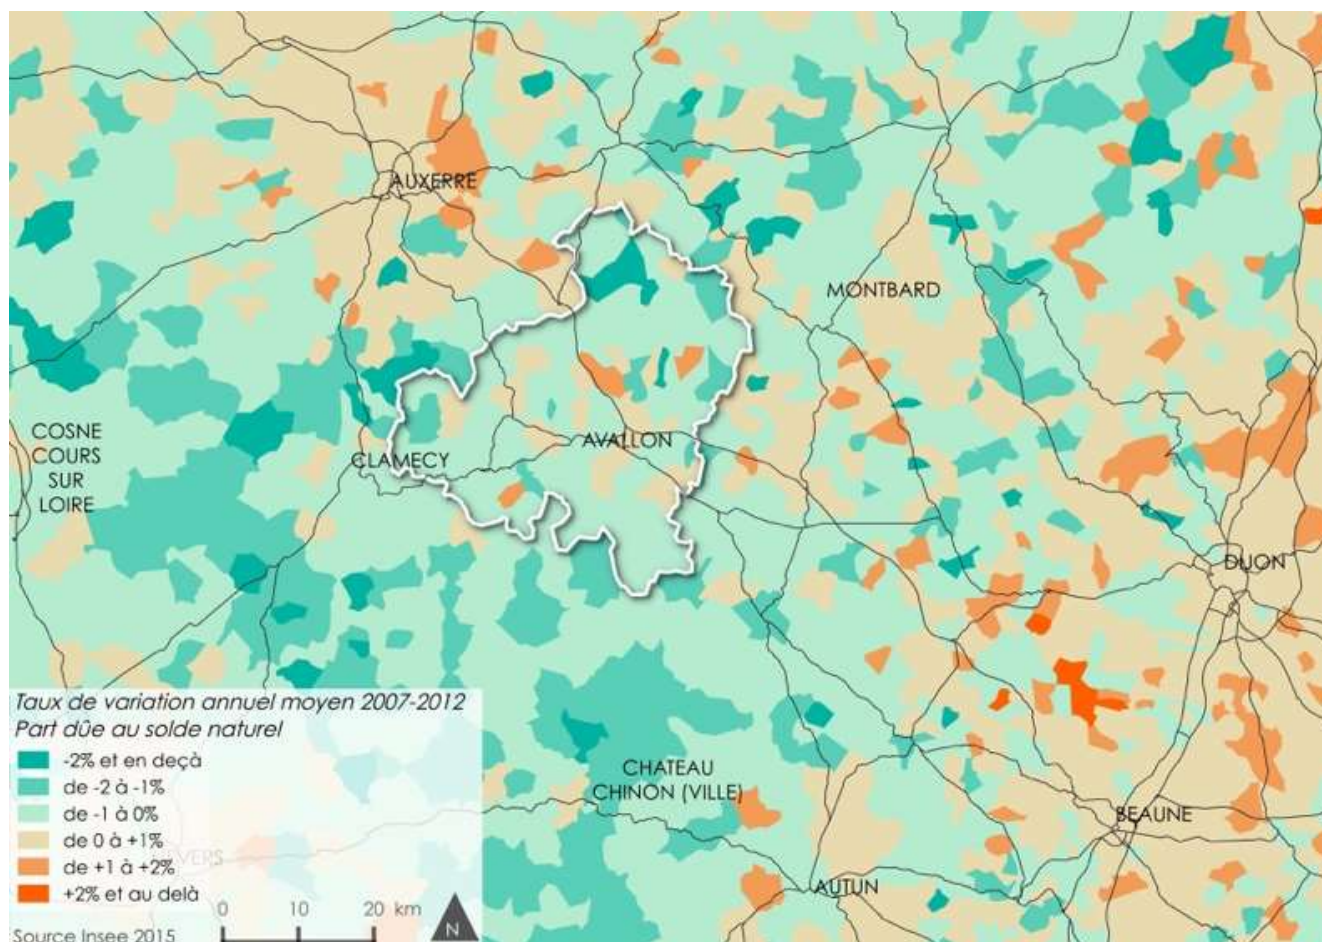 AUXERRE
MONTBARD
COSNE
COURS
SUR
LOIRE
AVALLON
CLAMECY
DIJON
Taux de variation annuel moyen 2007-2012
Part dûe au solde naturel
-2% et en deçà
de -2 à -1%
de -1 à 0%
de 0 à +1%
de +1 à +2%
+2% et au delà
CHATEAU
CHINON (VILLE)
BEAUNE
AUTUN
0 10 20 km
N
Source Insee 2015